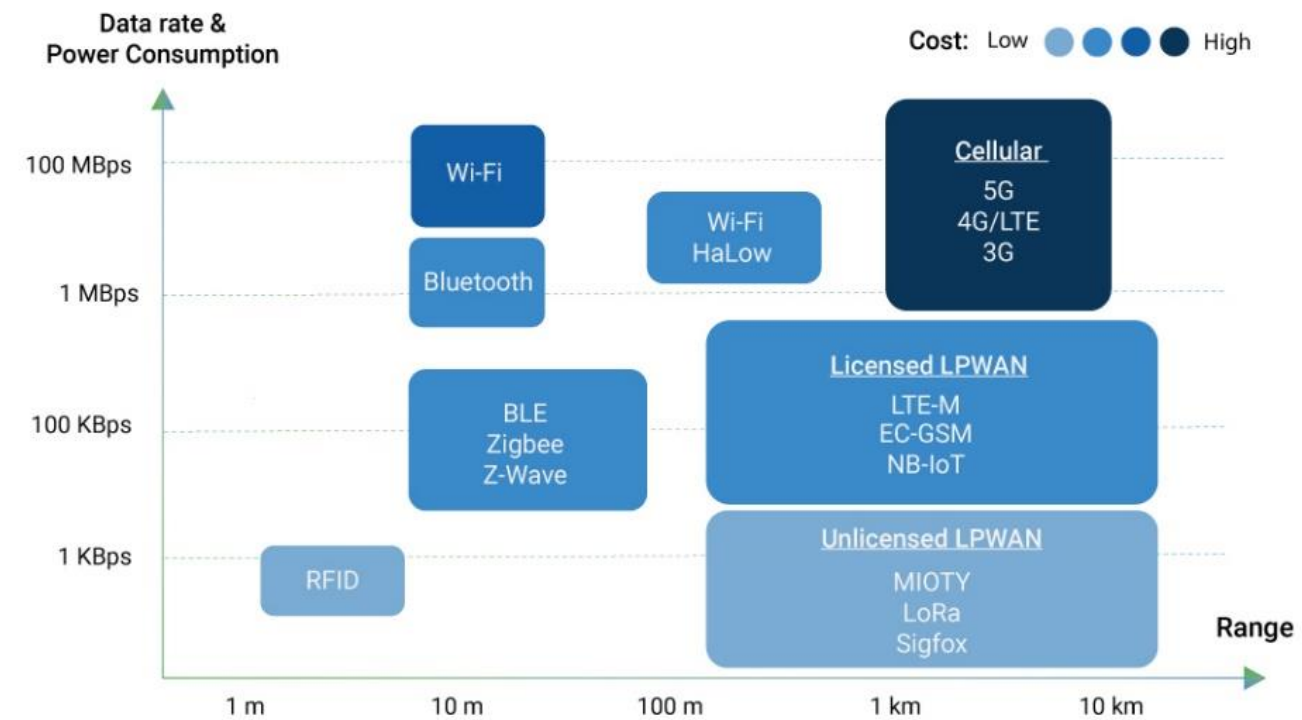 Data rate &
Power Consumption
Cost: Low High
100 MBps
Wi-Fi
Cellular
5G
4G/LTE
3G
Wi-Fi
HaLow
Bluetooth
1 MBps
Licensed LPWAN
LTE-M
EC-GSM
NB-IoT
BLE
Zigbee
Z-Wave
100 KBps
Unlicensed LPWAN
MIOTY
LoRa
Sigfox
1 KBps
RFID
Range
1 m 10 m 100 m 1 km 10 km